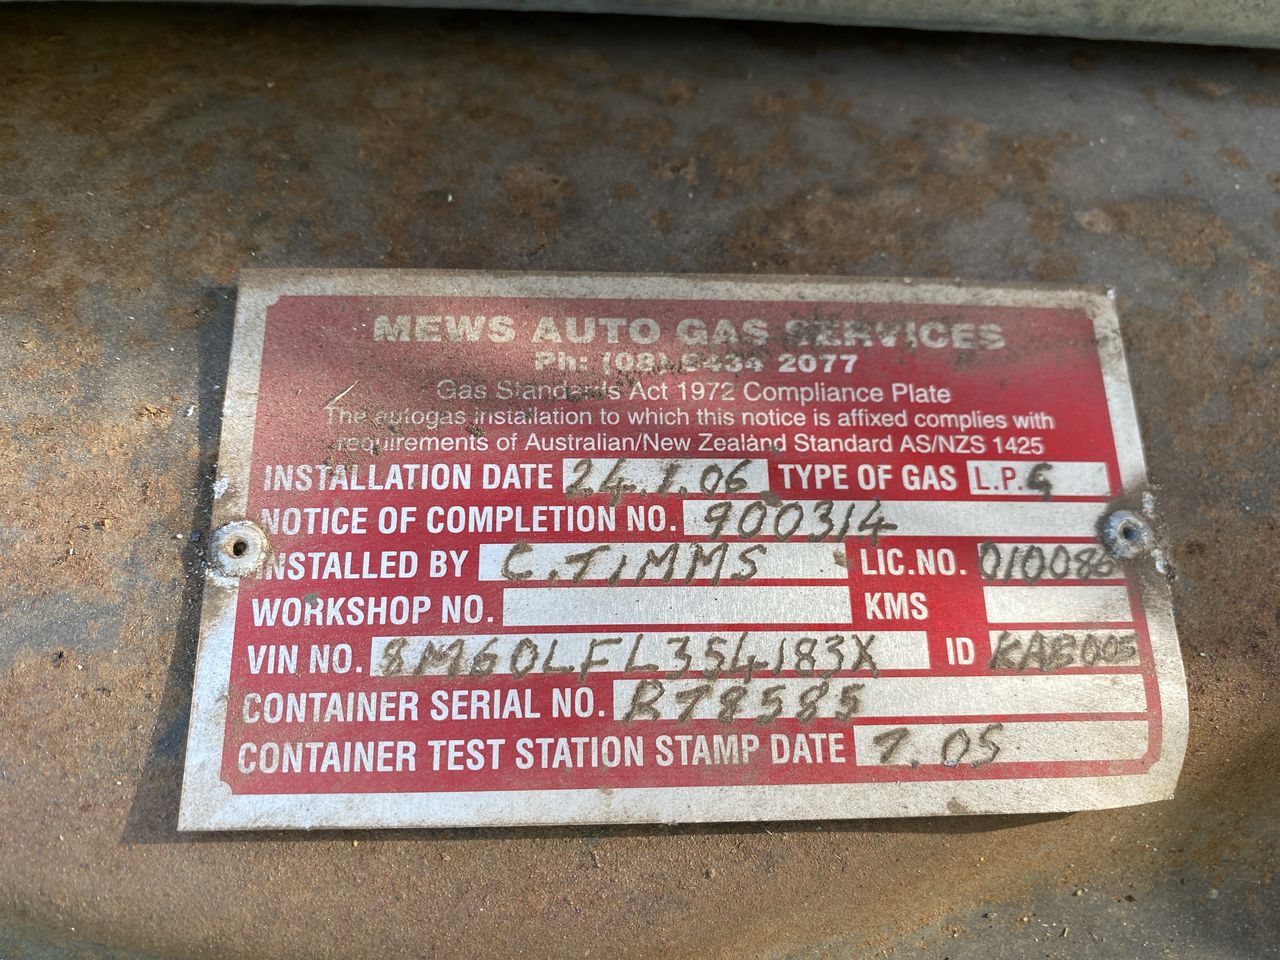 MEWS AUTO GAS SERVICES
Ph: (08) 9434 2077
Gas Standards Act 1972 Compliance Plate
The autogas installation to which this notice is affixed complies with
requirements of Australian/New Zealand Standard AS/NZS 1425
INSTALLATION DATE 24.1.06 TYPE OF GAS L.P.G
NOTICE OF COMPLETION NO. 900314
INSTALLED BY C.TIMMS LIC.NO. 010086
WORKSHOP NO. KMS
VIN NO. 8M60LFL354183X ID KAB005
CONTAINER SERIAL NO. R78585
CONTAINER TEST STATION STAMP DATE 7.05